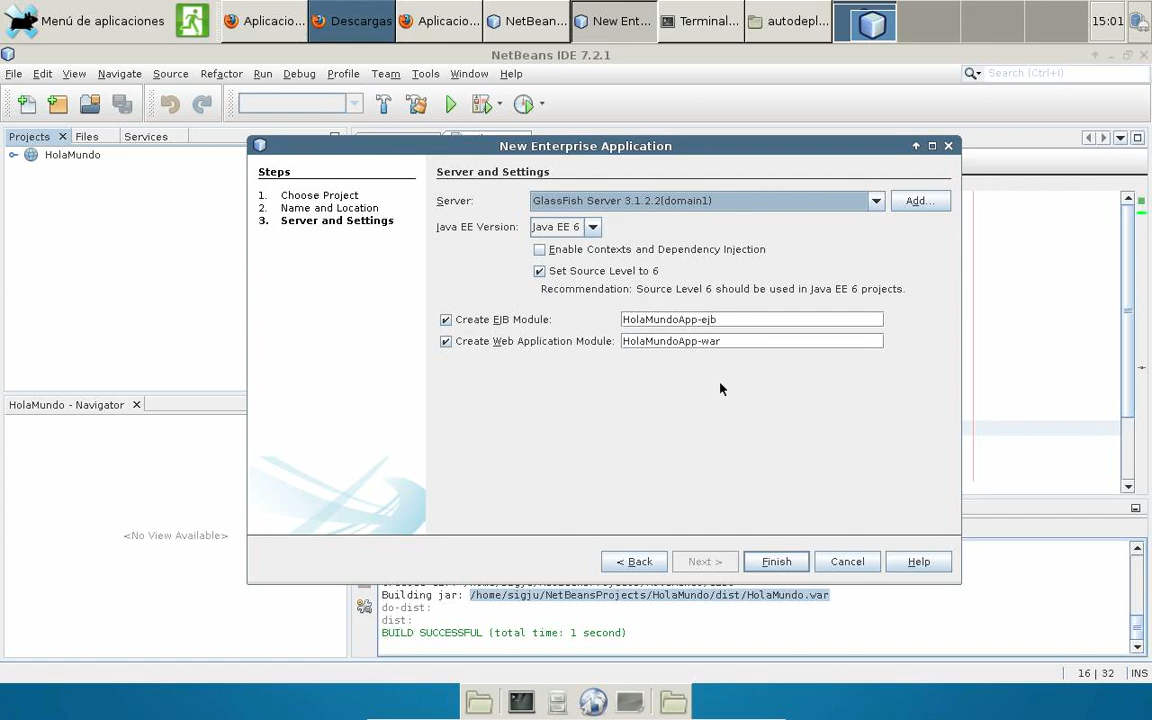 Menú de aplicaciones
Aplicacio...
Descargas
Aplicacio...
NetBean...
New Ent...
Terminal...
autodepl...
15:01
NetBeans IDE 7.2.1
File Edit View Navigate Source Refactor Run Debug Profile Team Tools Window Help
Search (Ctrl+I)
Projects Files Services
HolaMundo
New Enterprise Application
Steps
1. Choose Project
2. Name and Location
3. Server and Settings
Server and Settings
Server: GlassFish Server 3.1.2.2(domain1) Add...
Java EE Version: Java EE 6
Enable Contexts and Dependency Injection
Set Source Level to 6
Recommendation: Source Level 6 should be used in Java EE 6 projects.
Create EJB Module: HolaMundoApp-ejb
Create Web Application Module: HolaMundoApp-war
HolaMundo - Navigator
<No View Available>
< Back Next > Finish Cancel Help
Building jar: /home/sigju/NetBeansProjects/HolaMundo/dist/HolaMundo.war
do-dist:
dist:
BUILD SUCCESSFUL (total time: 1 second)
16 | 32 INS